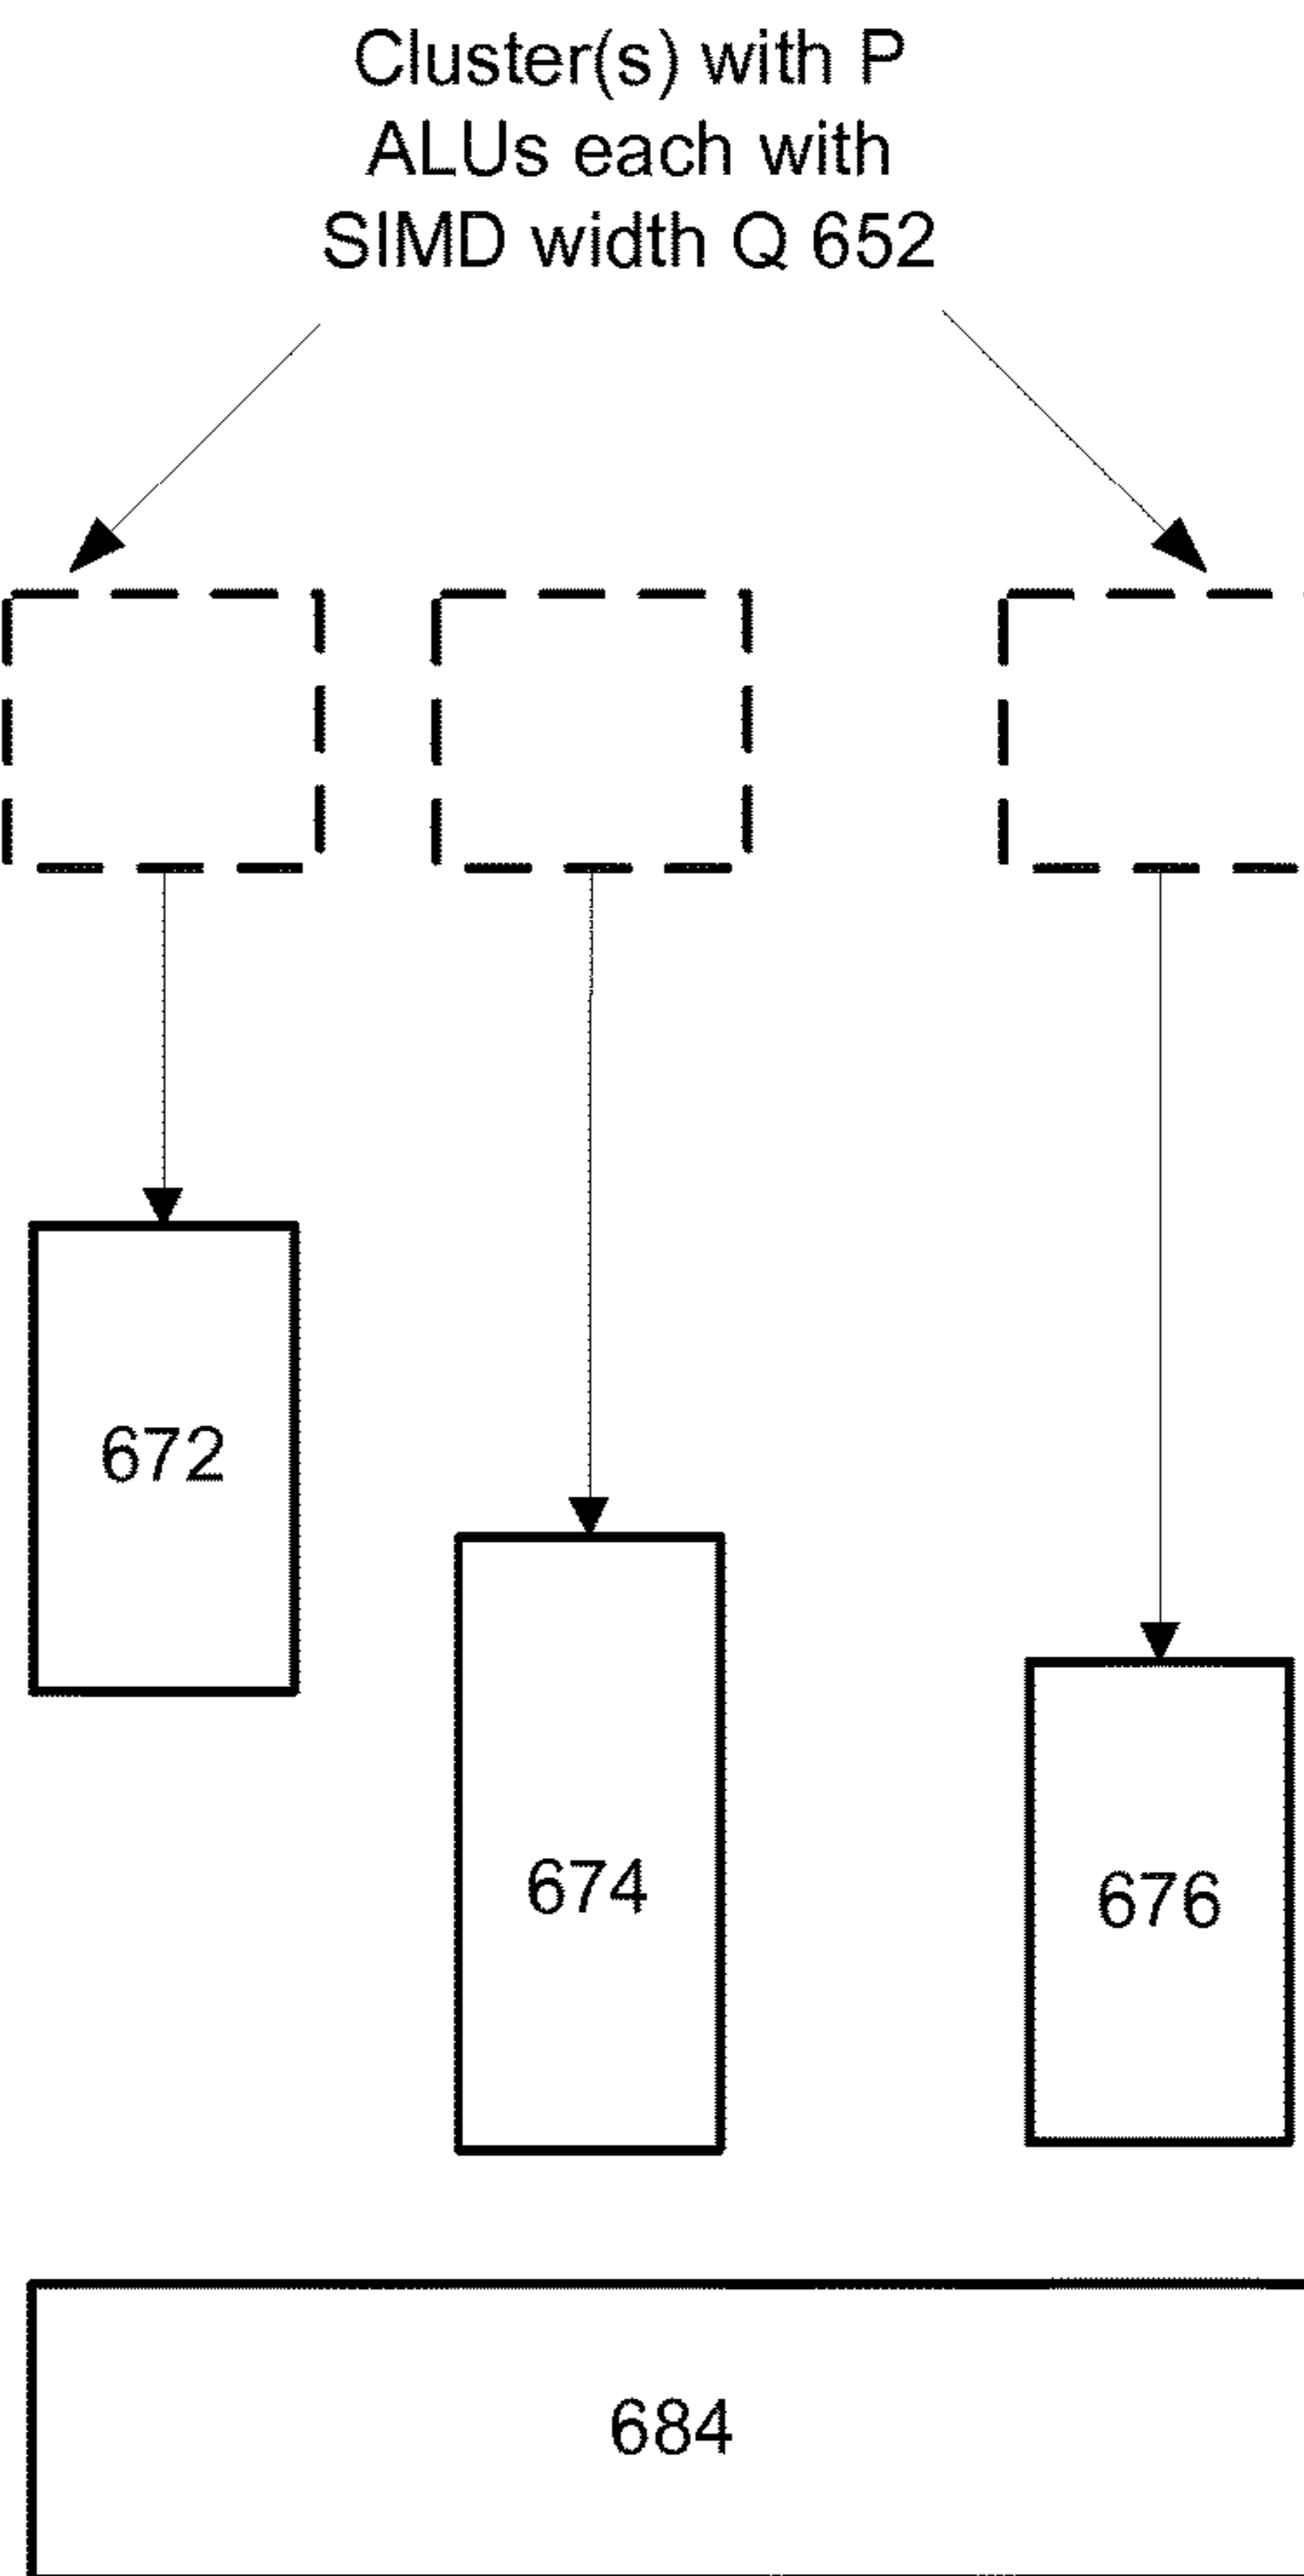 Cluster(s) with P
ALUs each with
SIMD width Q 652
672
674
676
684